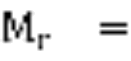 Mᵣ =